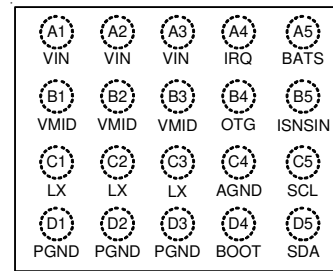 A1 A2 A3 A4 A5
VIN VIN VIN IRQ BATS
B1 B2 B3 B4 B5
VMID VMID VMID OTG ISNSIN
C1 C2 C3 C4 C5
LX LX LX AGND SCL
D1 D2 D3 D4 D5
PGND PGND PGND BOOT SDA